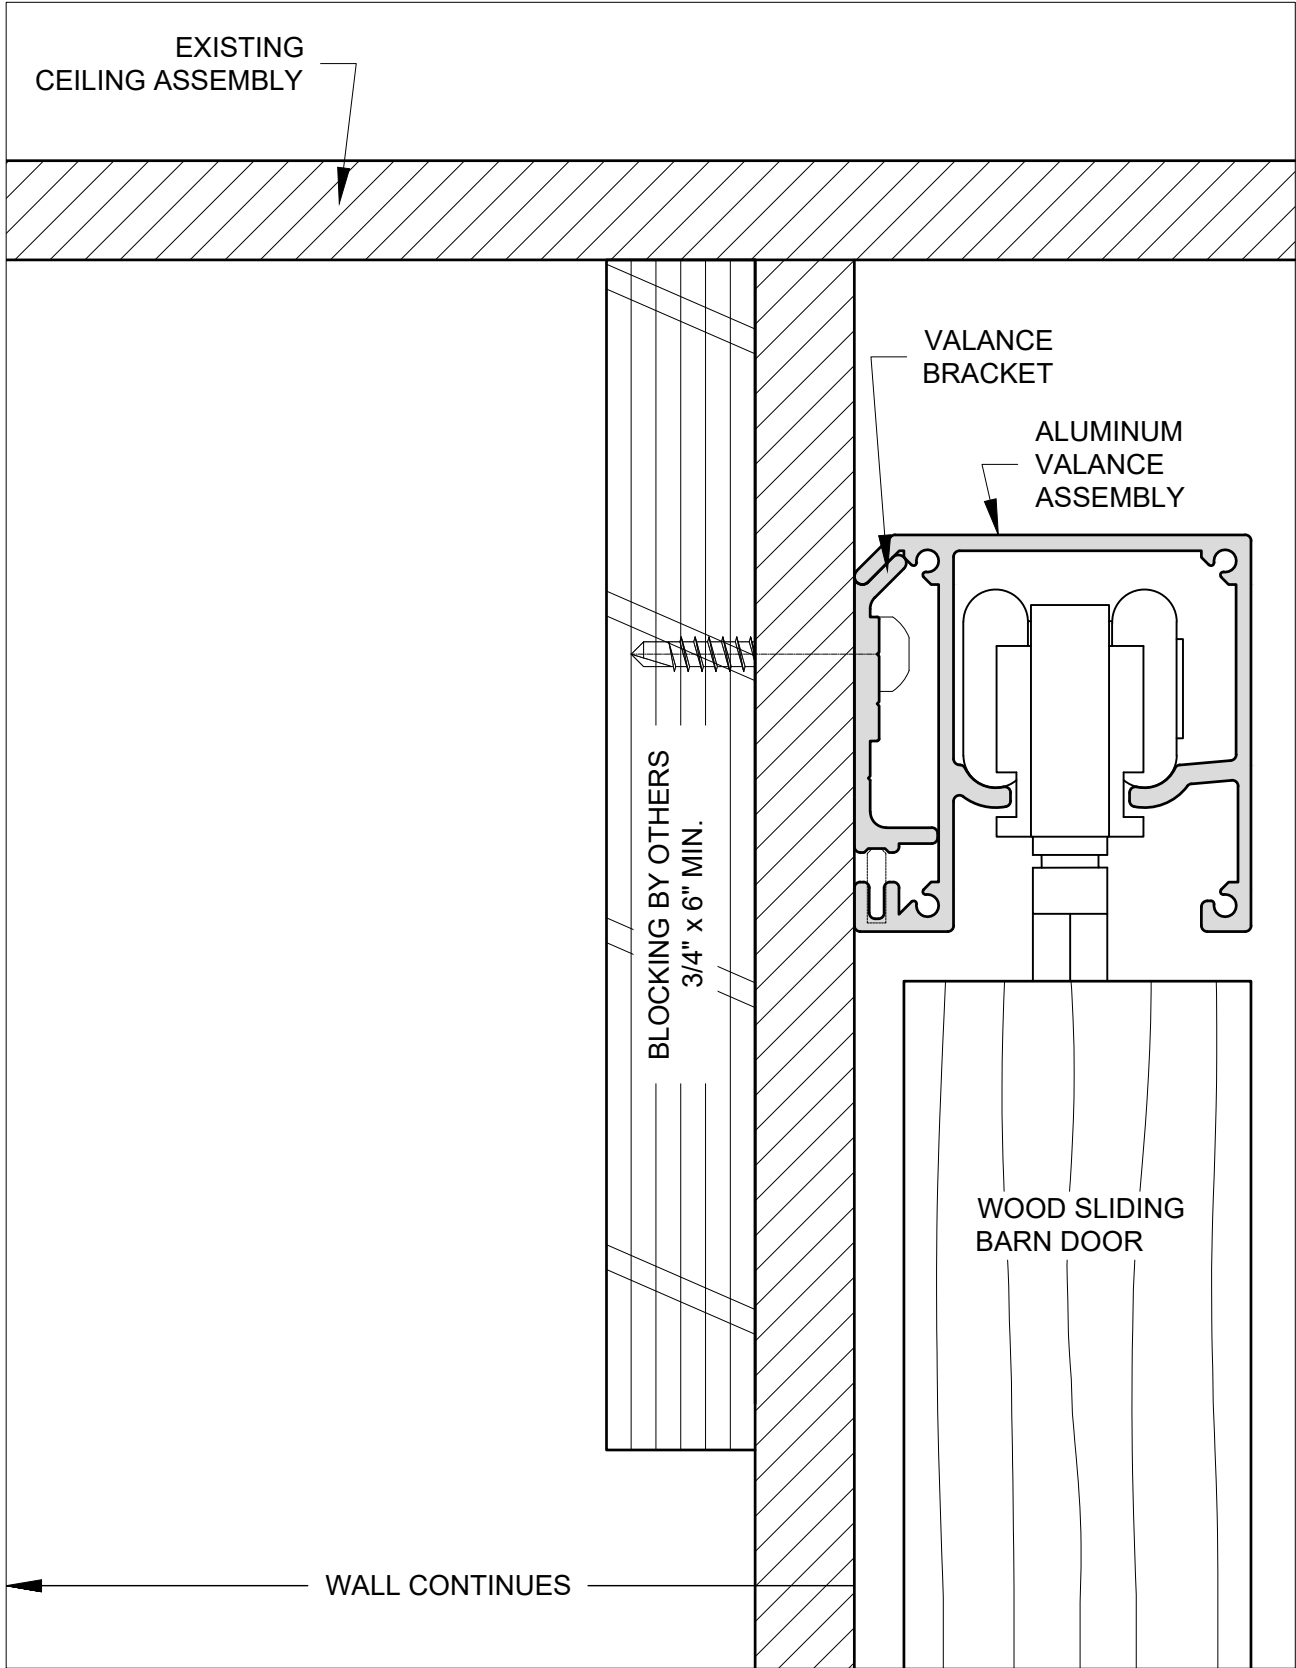 EXISTING
CEILING ASSEMBLY
VALANCE
BRACKET
ALUMINUM
VALANCE
ASSEMBLY
BLOCKING BY OTHERS
3/4" x 6" MIN.
WOOD SLIDING
BARN DOOR
WALL CONTINUES